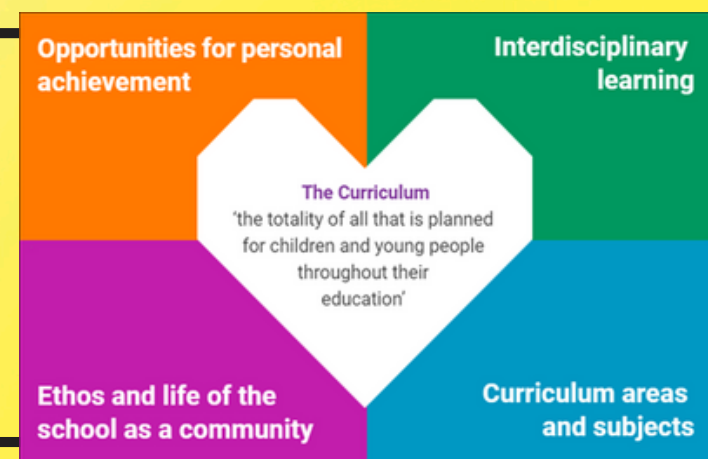 Opportunities for personal
achievement
Interdisciplinary
learning
The Curriculum
'the totality of all that is planned
for children and young people
throughout their
education'
Ethos and life of the
school as a community
Curriculum areas
and subjects